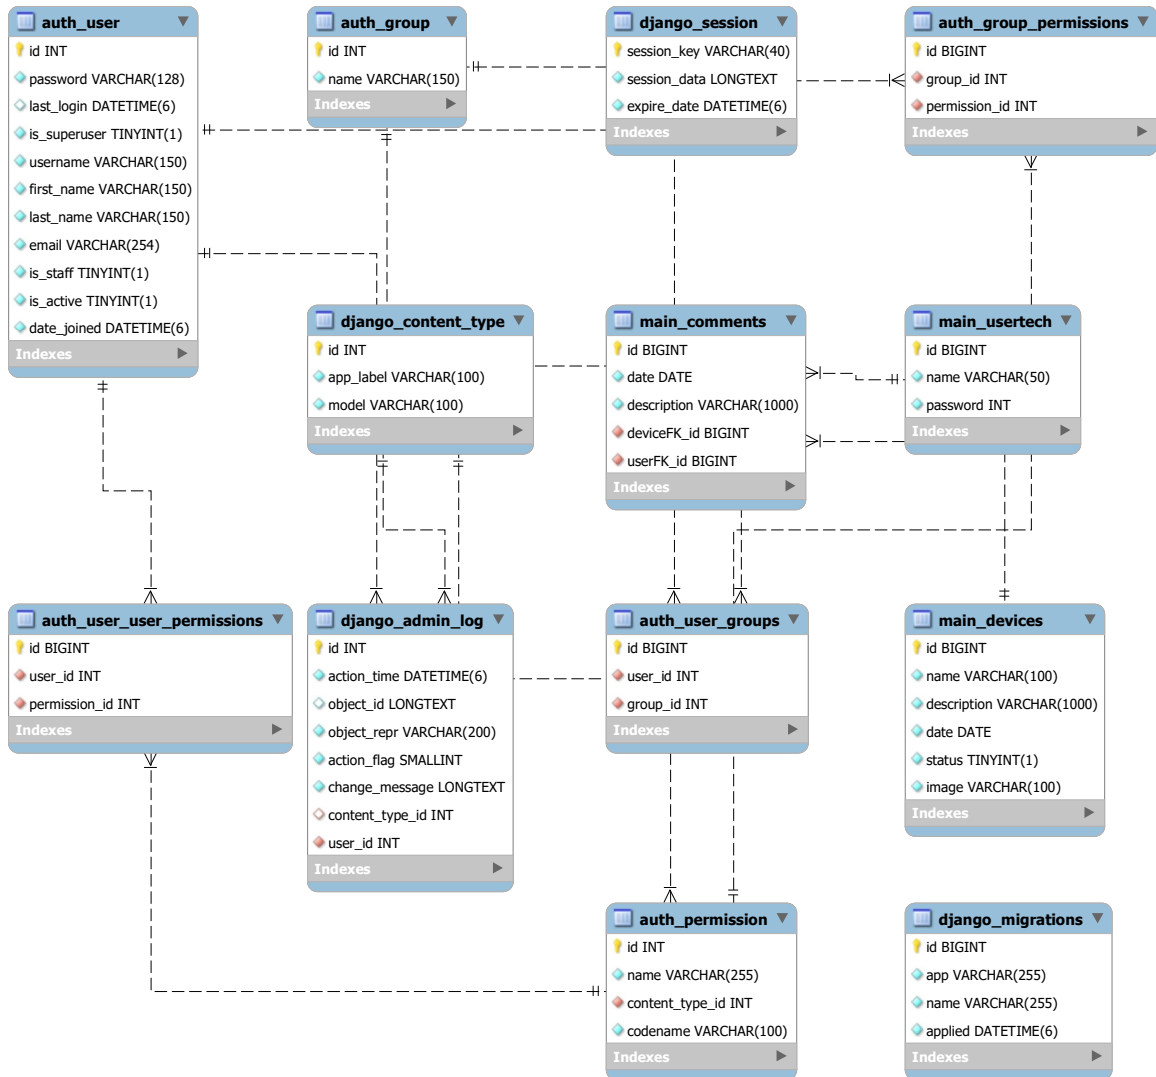 auth_user
id INT
password VARCHAR(128)
last_login DATETIME(6)
is_superuser TINYINT(1)
username VARCHAR(150)
first_name VARCHAR(150)
last_name VARCHAR(150)
email VARCHAR(254)
is_staff TINYINT(1)
is_active TINYINT(1)
date_joined DATETIME(6)
Indexes
auth_group
id INT
name VARCHAR(150)
Indexes
django_session
session_key VARCHAR(40)
session_data LONGTEXT
expire_date DATETIME(6)
Indexes
auth_group_permissions
id BIGINT
group_id INT
permission_id INT
Indexes
django_content_type
id INT
app_label VARCHAR(100)
model VARCHAR(100)
Indexes
main_comments
id BIGINT
date DATE
description VARCHAR(1000)
deviceFK_id BIGINT
userFK_id BIGINT
Indexes
main_usertech
id BIGINT
name VARCHAR(50)
password INT
Indexes
auth_user_user_permissions
id BIGINT
user_id INT
permission_id INT
Indexes
django_admin_log
id INT
action_time DATETIME(6)
object_id LONGTEXT
object_repr VARCHAR(200)
action_flag SMALLINT
change_message LONGTEXT
content_type_id INT
user_id INT
Indexes
auth_user_groups
id BIGINT
user_id INT
group_id INT
Indexes
main_devices
id BIGINT
name VARCHAR(100)
description VARCHAR(1000)
date DATE
status TINYINT(1)
image VARCHAR(100)
Indexes
auth_permission
id INT
name VARCHAR(255)
content_type_id INT
codename VARCHAR(100)
Indexes
django_migrations
id BIGINT
app VARCHAR(255)
name VARCHAR(255)
applied DATETIME(6)
Indexes